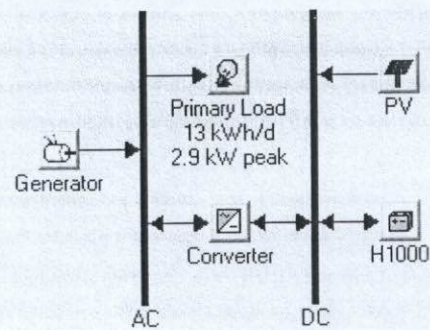 Primary Load
13 kWh/d
2.9 kW peak
PV
Generator
Converter
H1000
AC
DC